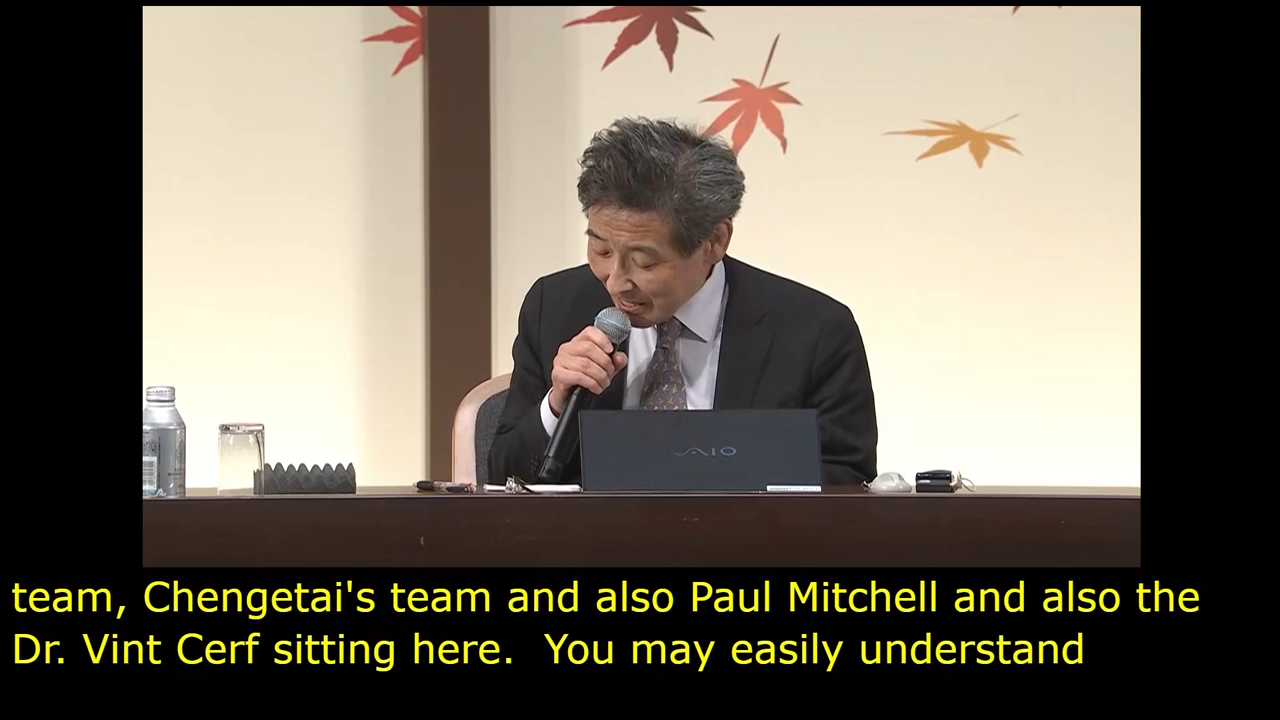 VAIO
team, Chengetai's team and also Paul Mitchell and also the
Dr. Vint Cerf sitting here.  You may easily understand